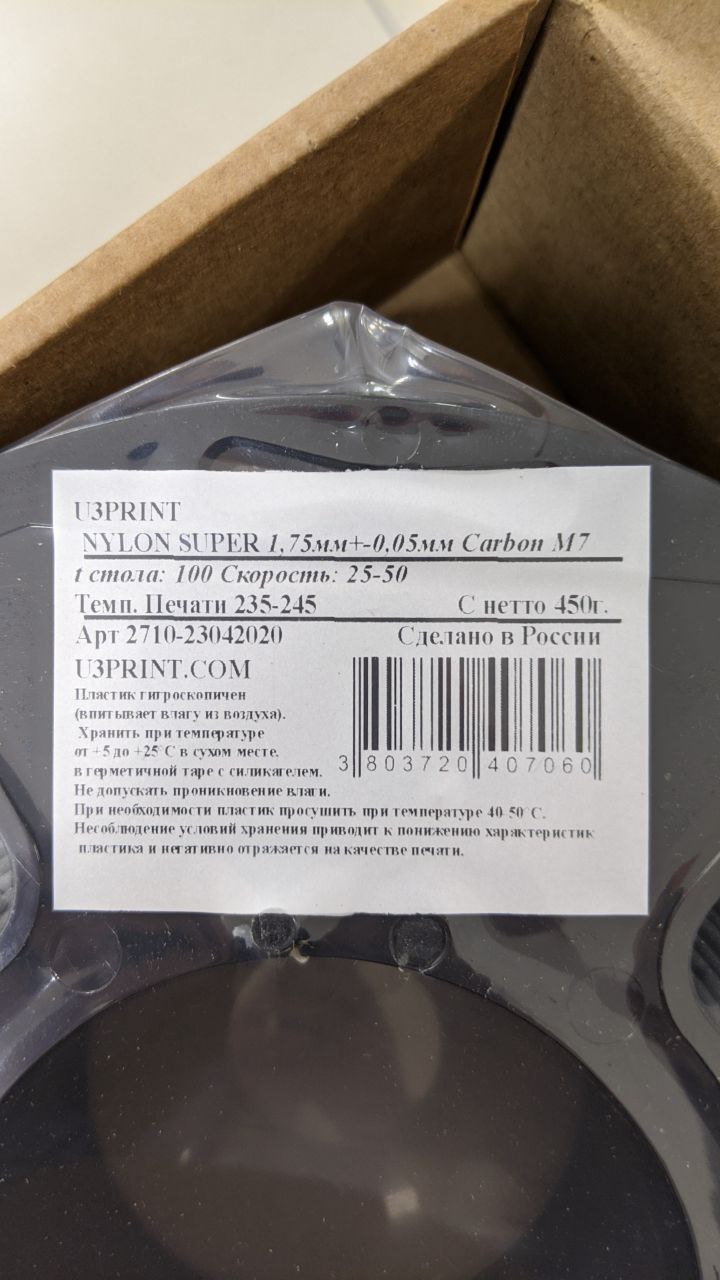 U3PRINT
NYLON SUPER 1,75мм+-0,05мм Carbon M7
t стола: 100 Скорость: 25-50
Темп. Печати 235-245 С нетто 450г.
Арт 2710-23042020 Сделано в России
U3PRINT.COM
Пластик гигроскопичен
(впитывает влагу из воздуха).
Хранить при температуре
от +5 до +25°С в сухом месте,
в герметичной таре с силикагелем.
3 803720 407060
Не допускать проникновение влаги.
При необходимости пластик просушить при температуре 40-50°С.
Несоблюдение условий хранения приводит к понижению характеристик
пластика и негативно отражается на качестве печати.